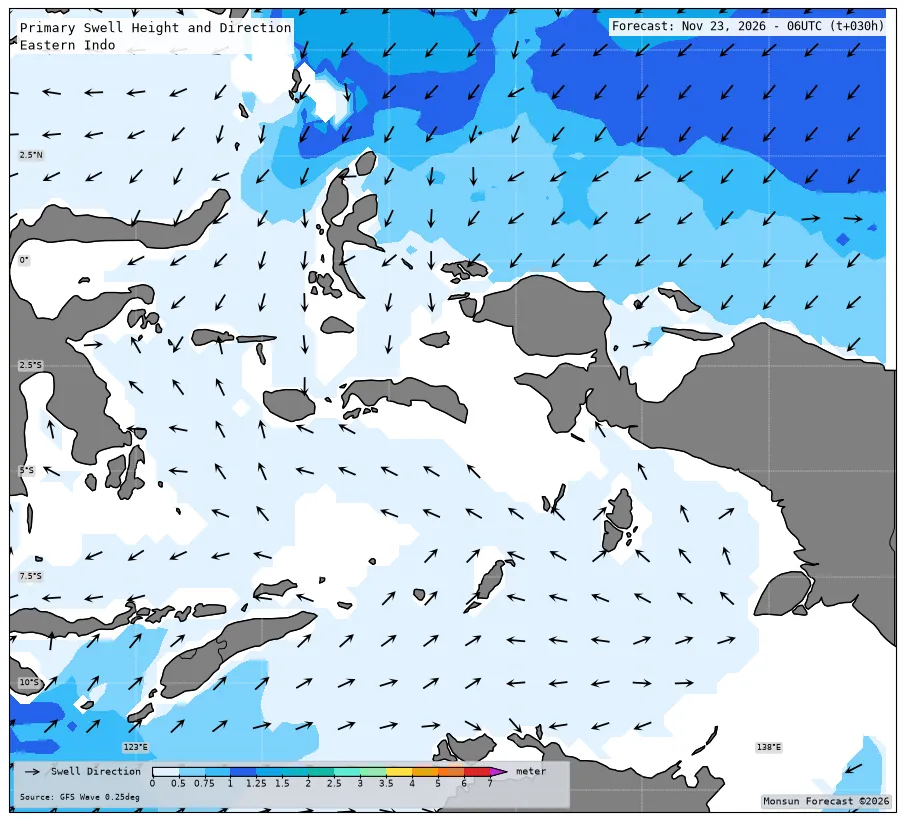 Primary Swell Height and Direction
Eastern Indo
Forecast: Nov 23, 2026 - 06UTC (t+030h)
2.5°N
0°
2.5°S
5°S
7.5°S
10°S
123°E
138°E
Swell Direction
meter
0 0.5 0.75 1 1.25 1.5 2 2.5 3 3.5 4 5 6 7
Source: GFS Wave 0.25deg
Monsun Forecast ©2026